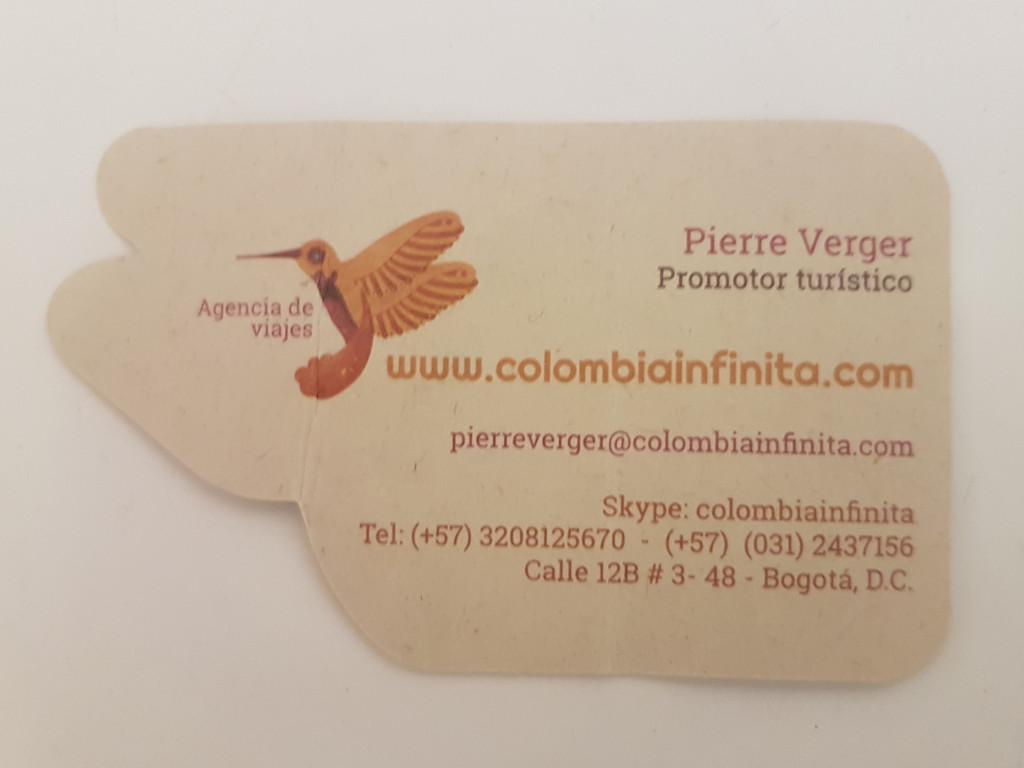 Agencia de
viajes
Pierre Verger
Promotor turístico
www.colombiainfinita.com
pierreverger@colombiainfinita.com
Skype: colombiainfinita
Tel: (+57) 3208125670 - (+57) (031) 2437156
Calle 12B # 3- 48 - Bogotá, D.C.